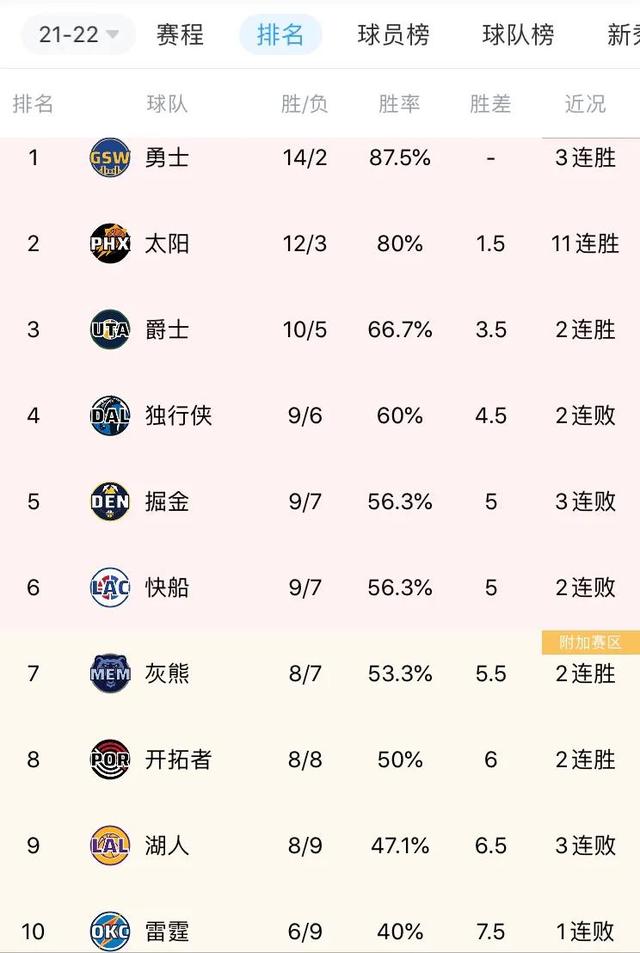 21-22 赛程 排名 球员榜 球队榜
排名 球队 胜/负 胜率 胜差 近况
1 GSW 勇士 14/2 87.5% - 3连胜
2 PHX 太阳 12/3 80% 1.5 11连胜
3 UTA 爵士 10/5 66.7% 3.5 2连胜
4 DAL 独行侠 9/6 60% 4.5 2连败
5 DEN 掘金 9/7 56.3% 5 3连败
6 LAC 快船 9/7 56.3% 5 2连败
附加赛区
7 MEM 灰熊 8/7 53.3% 5.5 2连胜
8 POR 开拓者 8/8 50% 6 2连胜
9 LAL 湖人 8/9 47.1% 6.5 3连败
10 OKC 雷霆 6/9 40% 7.5 1连败